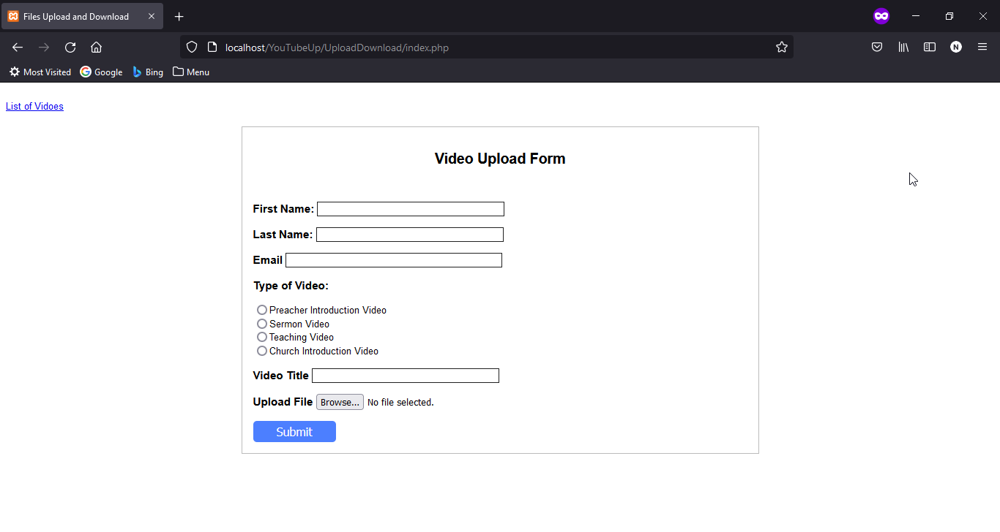 Files Upload and Download
localhost/YouTubeUp/UploadDownload/index.php
N
Most Visited Google Bing Menu
List of Vidoes
Video Upload Form
First Name:
Last Name:
Email
Type of Video:
Preacher Introduction Video
Sermon Video
Teaching Video
Church Introduction Video
Video Title
Upload File Browse... No file selected.
Submit